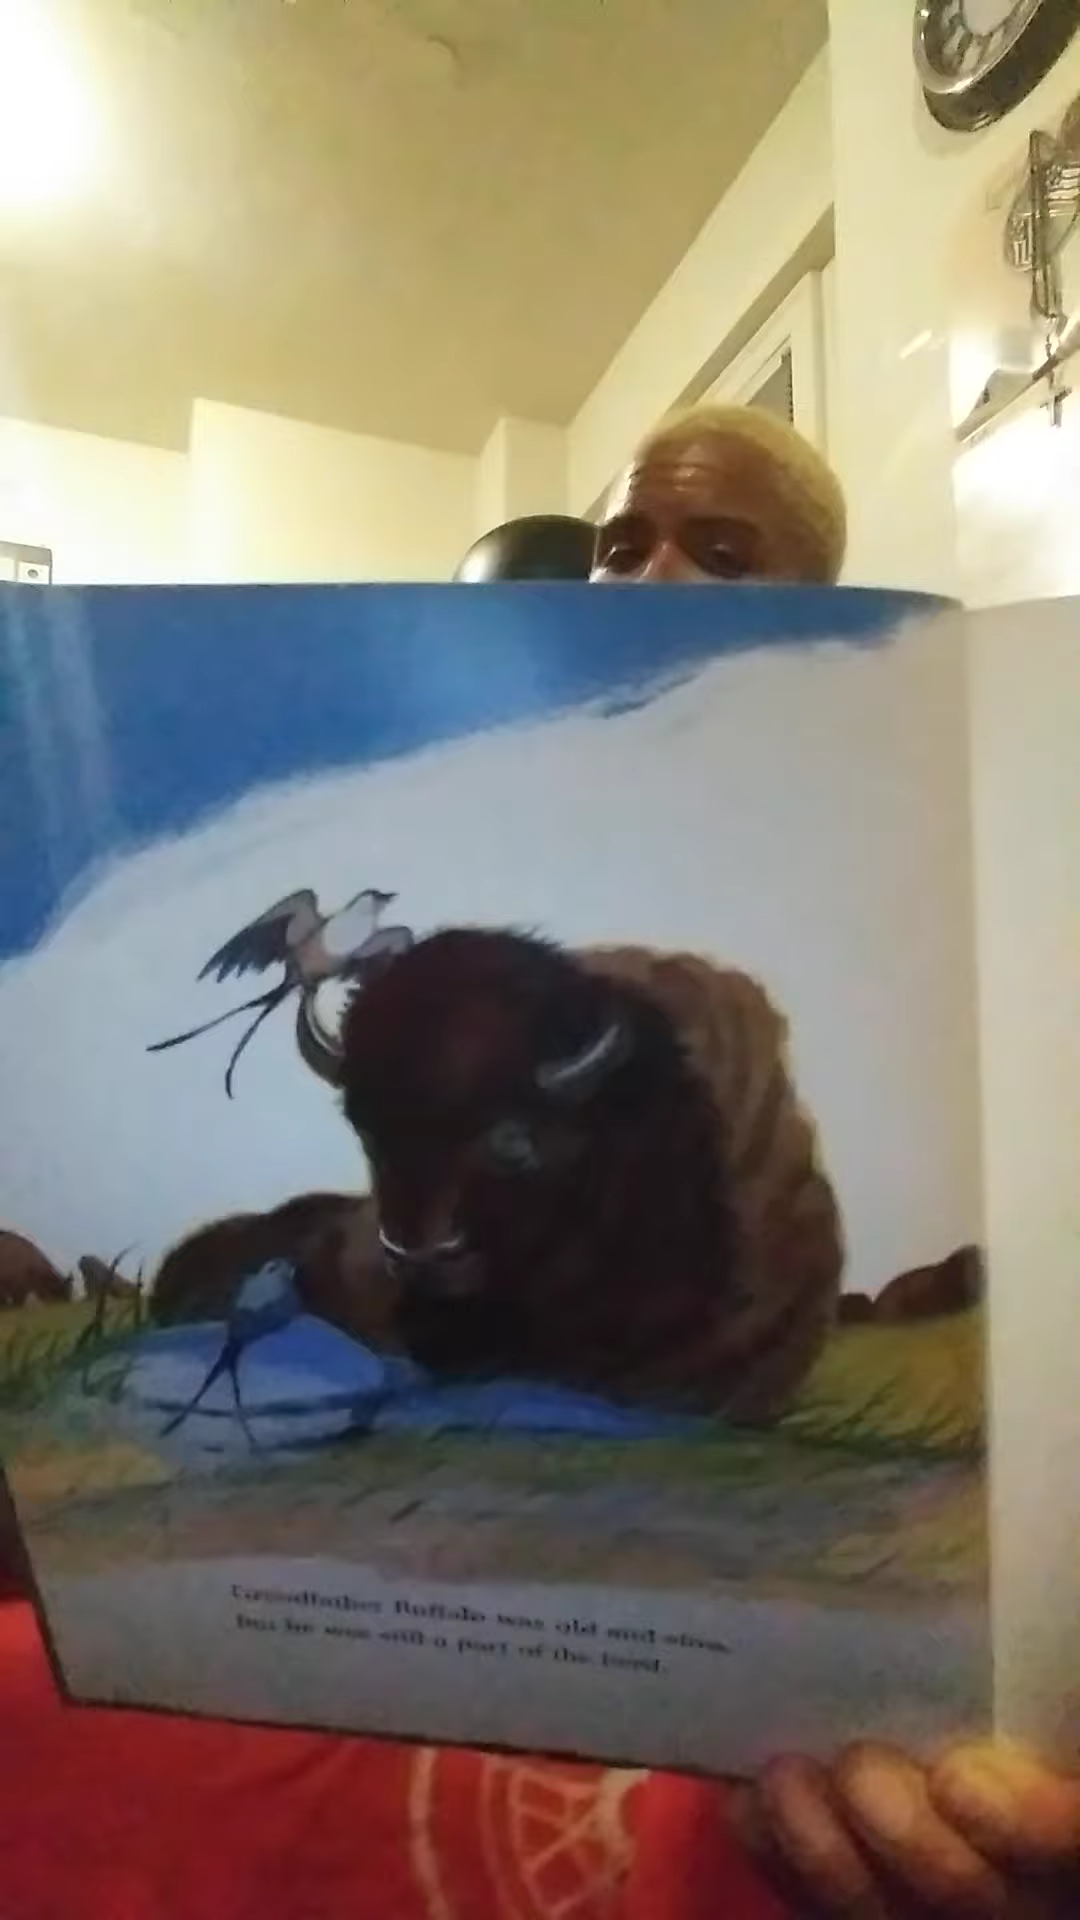 Grandfather Buffalo was old and slow,
but he was still a part of the herd.